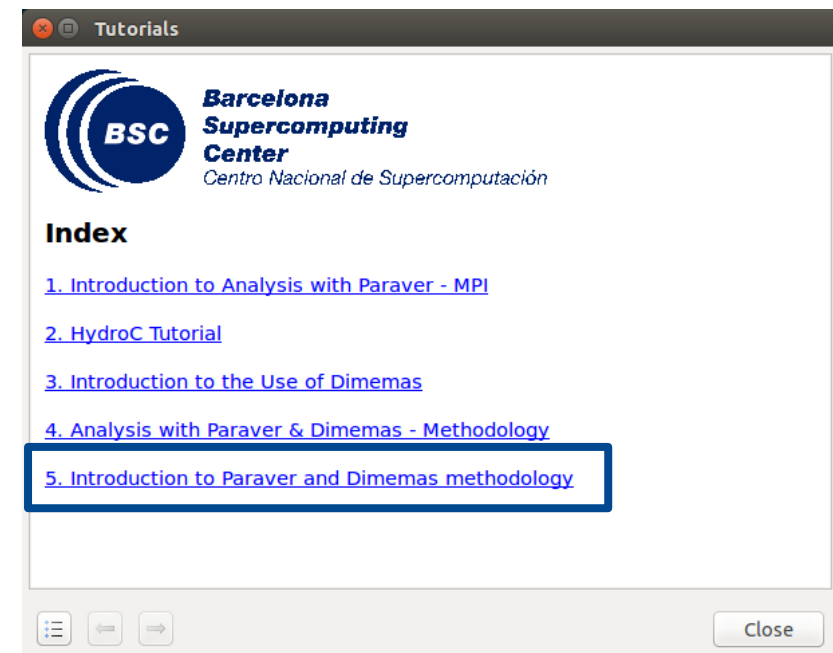 Tutorials
BSC
Barcelona
Supercomputing
Center
Centro Nacional de Supercomputación
Index
1. Introduction to Analysis with Paraver - MPI
2. HydroC Tutorial
3. Introduction to the Use of Dimemas
4. Analysis with Paraver & Dimemas - Methodology
5. Introduction to Paraver and Dimemas methodology
Close